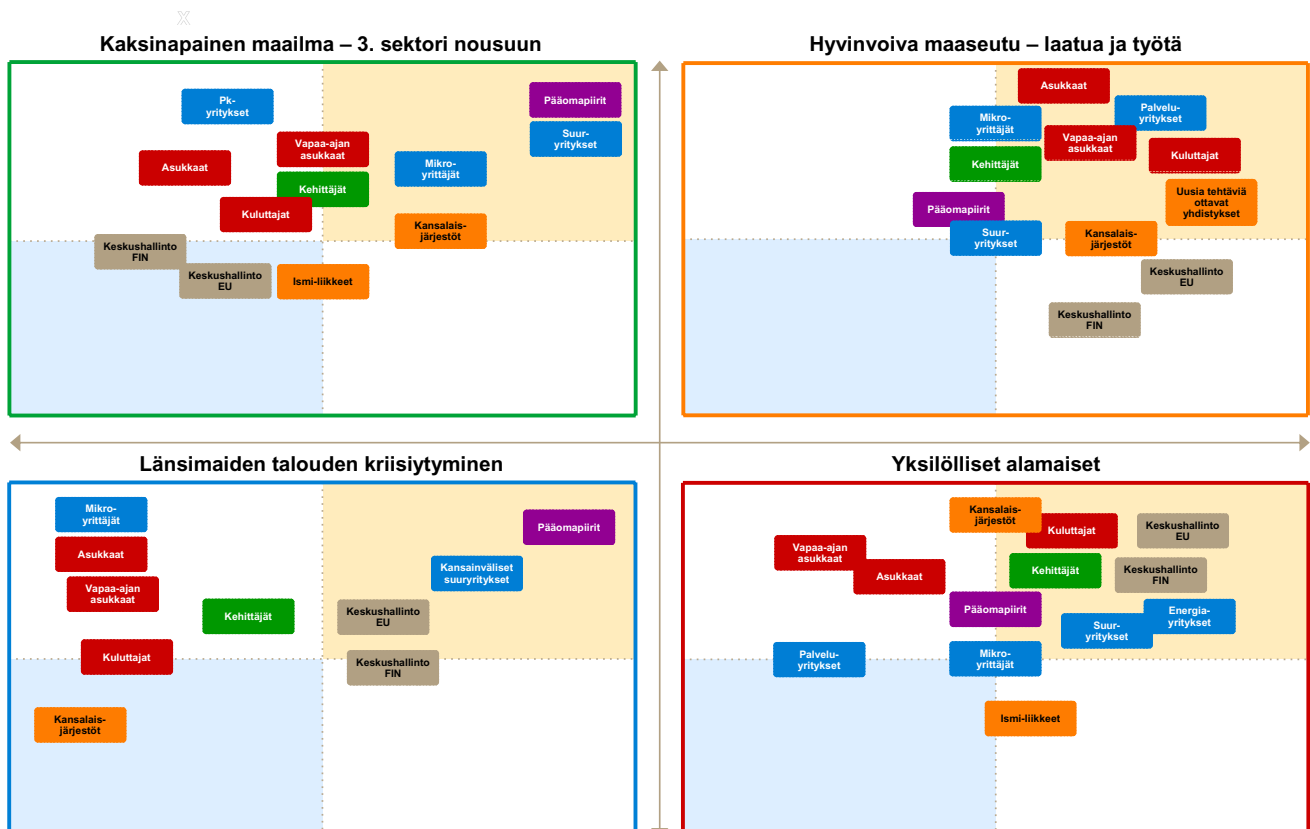 X
Kaksinapainen maailma – 3. sektori nousuun
Pk-
yritykset
Pääomapiirit
Suur-
yritykset
Vapaa-ajan
asukkaat
Asukkaat
Mikro-
yrittäjät
Kehittäjät
Kuluttajat
Kansalais-
järjestöt
Keskushallinto
FIN
Keskushallinto
EU
Ismi-liikkeet
Hyvinvoiva maaseutu – laatua ja työtä
Asukkaat
Palvelu-
yritykset
Mikro-
yrittäjät
Vapaa-ajan
asukkaat
Kuluttajat
Kehittäjät
Uusia tehtäviä
ottavat
yhdistykset
Pääomapiirit
Suur-
yritykset
Kansalais-
järjestöt
Keskushallinto
EU
Keskushallinto
FIN
Länsimaiden talouden kriisiytyminen
Mikro-
yrittäjät
Pääomapiirit
Asukkaat
Kansainväliset
suuryritykset
Vapaa-ajan
asukkaat
Kehittäjät
Keskushallinto
EU
Kuluttajat
Keskushallinto
FIN
Kansalais-
järjestöt
Yksilölliset alamaiset
Kansalais-
järjestöt
Kuluttajat
Keskushallinto
EU
Vapaa-ajan
asukkaat
Asukkaat
Kehittäjät
Keskushallinto
FIN
Pääomapiirit
Energia-
yritykset
Suur-
yritykset
Palvelu-
yritykset
Mikro-
yrittäjät
Ismi-liikkeet